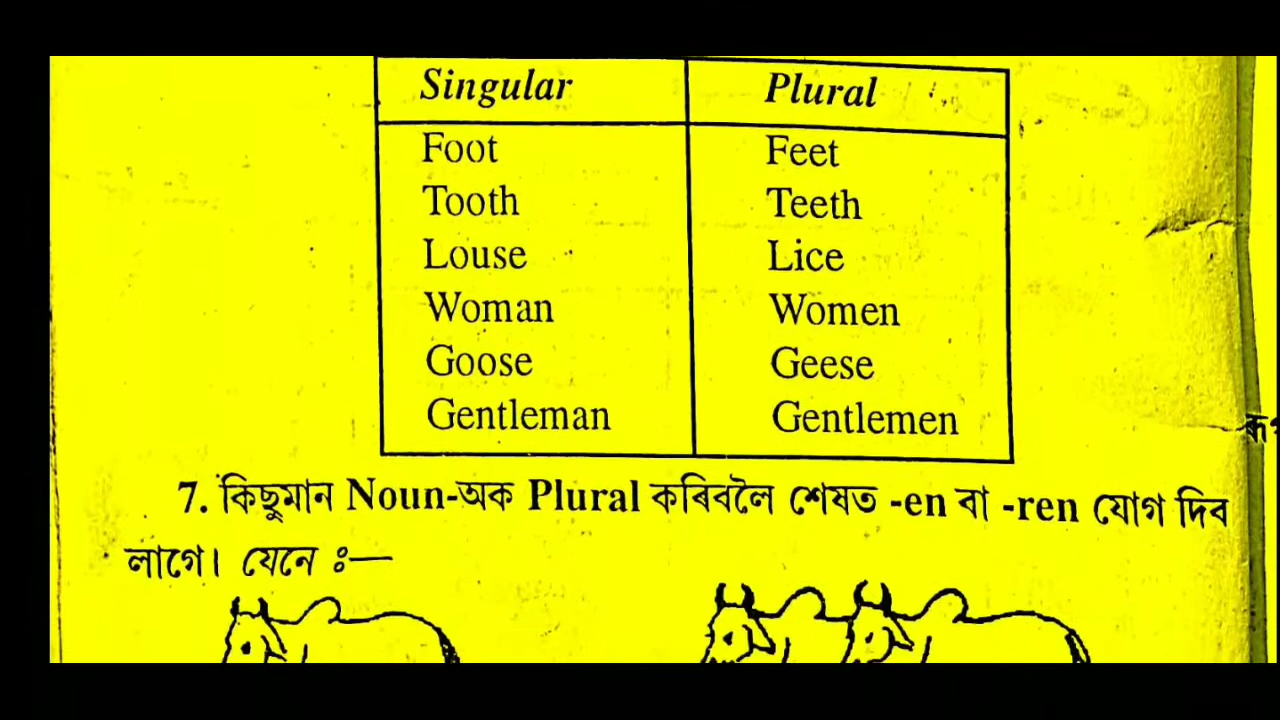 Singular Plural
Foot Feet
Tooth Teeth
Louse Lice
Woman Women
Goose Geese
Gentleman Gentlemen
7. কিছুমান Noun-অক Plural কৰিবলৈ শেষত -en বা -ren যোগ দিব
লাগে। যেনে ঃ—